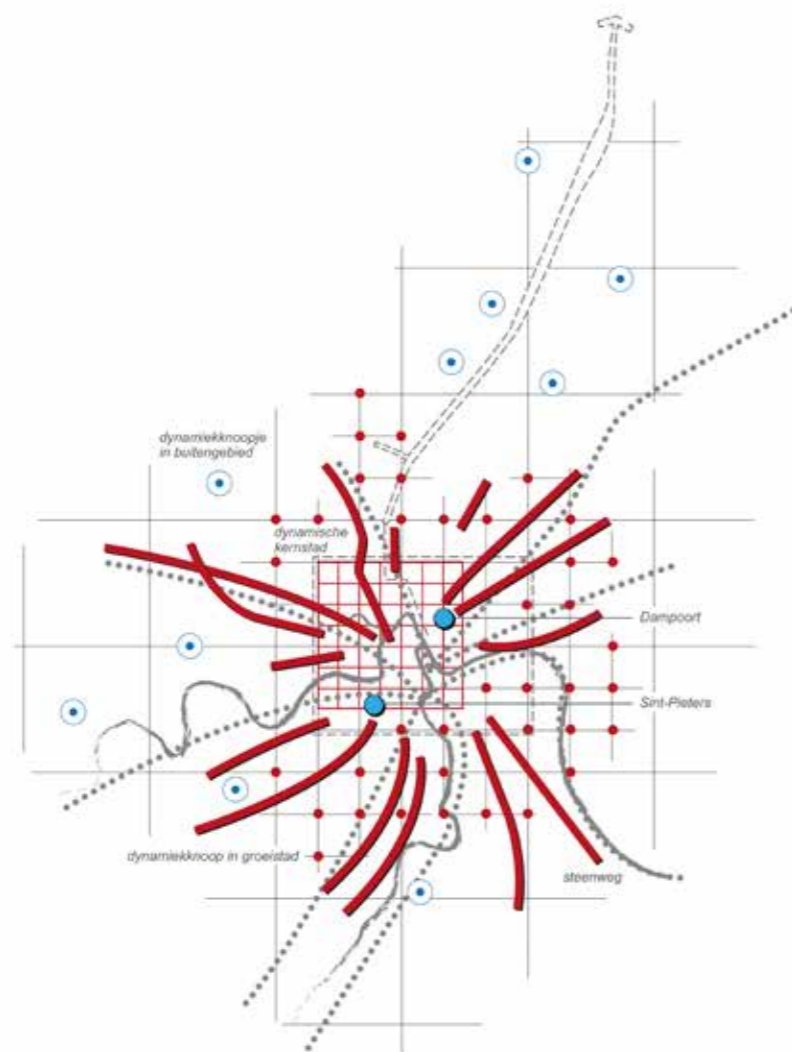 dynamiekknoopje
in buitengebied
dynamische
kernstad
Dampoort
Sint-Pieters
dynamiekknoop in groeistad
steenweg